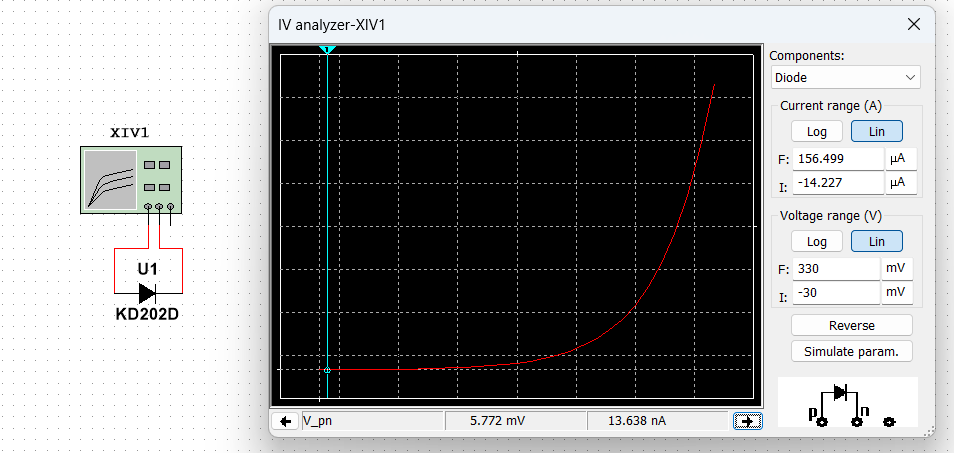 IV analyzer-XIV1
XIV1
U1
KD202D
1
Components:
Diode
Current range (A)
Log Lin
F: 156.499 µA
I: -14.227 µA
Voltage range (V)
Log Lin
F: 330 mV
I: -30 mV
Reverse
Simulate param.
p n
V_pn 5.772 mV 13.638 nA